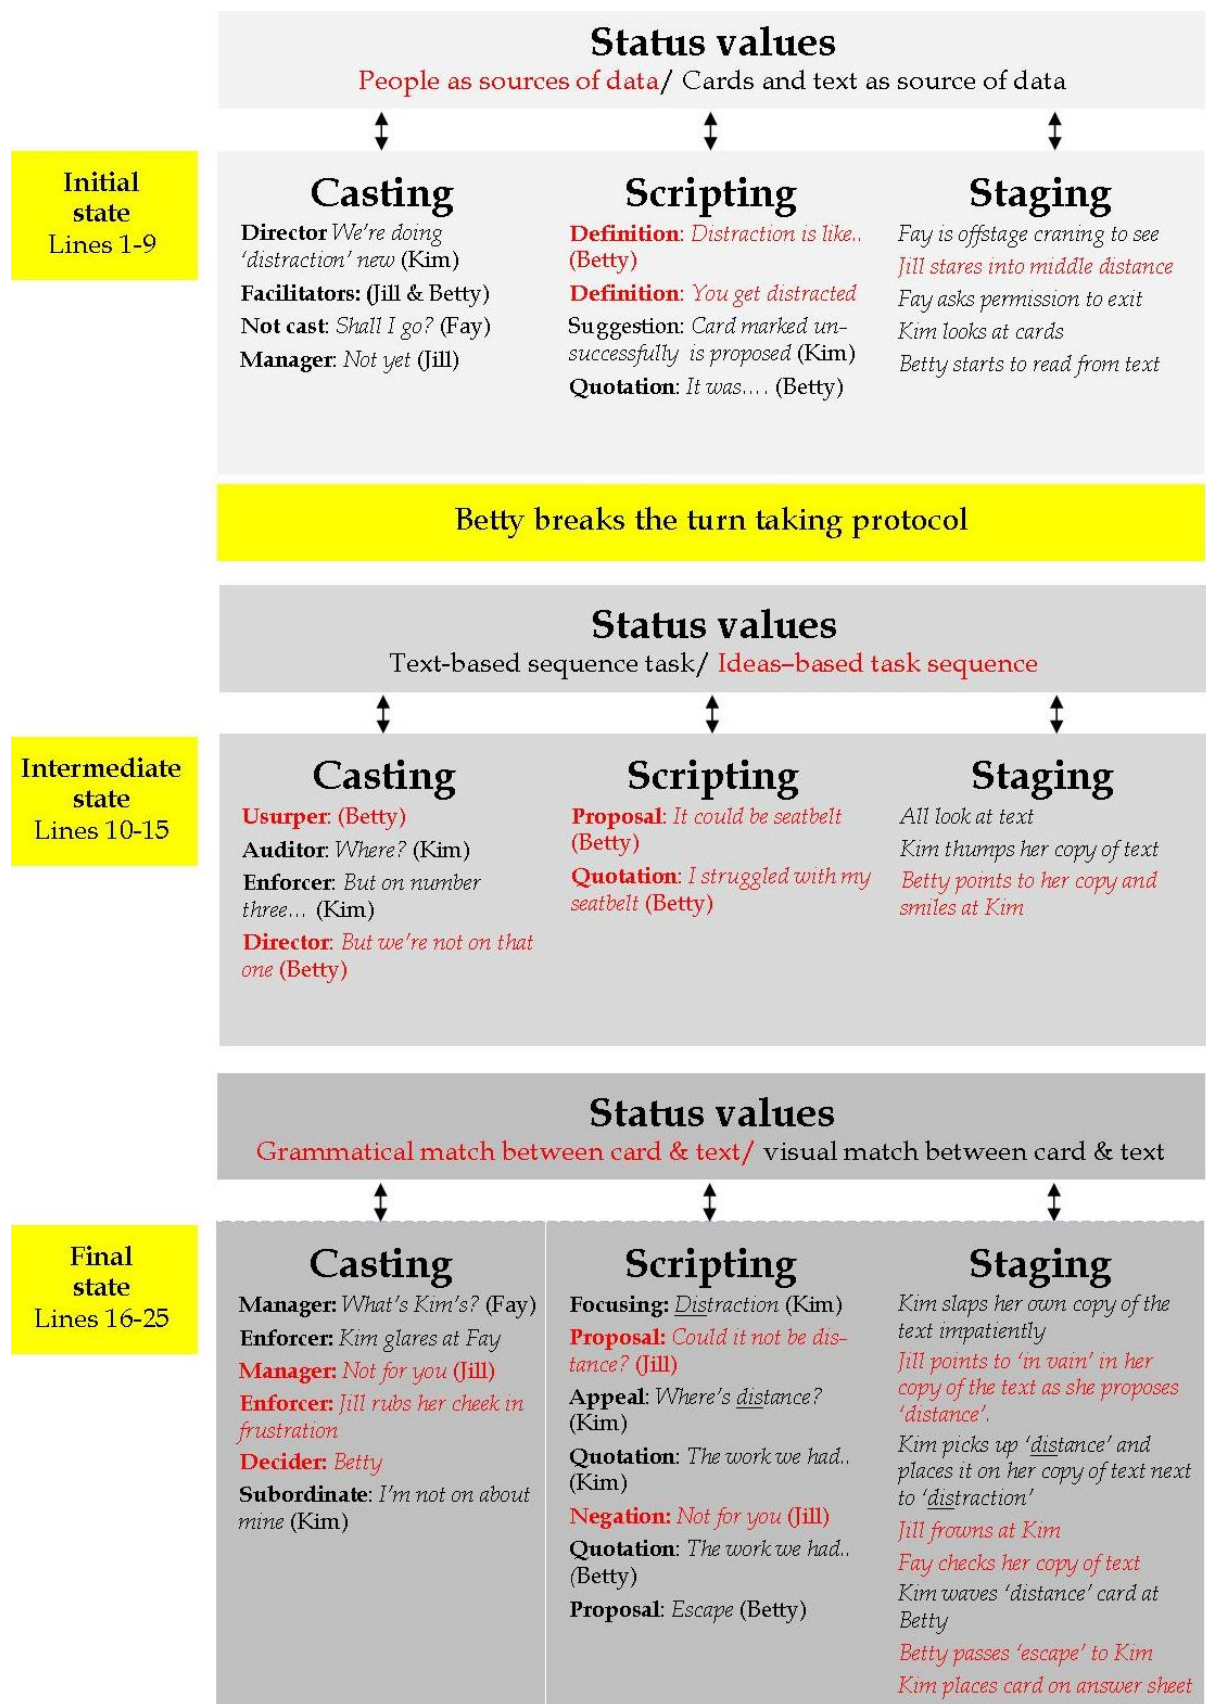 Status values
People as sources of data/ Cards and text as source of data
Initial
state
Lines 1-9
Casting
Director We're doing
'distraction' new (Kim)
Facilitators: (Jill & Betty)
Not cast: Shall I go? (Fay)
Manager: Not yet (Jill)
Scripting
Definition: Distraction is like..
(Betty)
Definition: You get distracted
Suggestion: Card marked un-
successfully is proposed (Kim)
Quotation: It was.... (Betty)
Staging
Fay is offstage craning to see
Jill stares into middle distance
Fay asks permission to exit
Kim looks at cards
Betty starts to read from text
Betty breaks the turn taking protocol
Status values
Text-based sequence task/ Ideas–based task sequence
Intermediate
state
Lines 10-15
Casting
Usurper: (Betty)
Auditor: Where? (Kim)
Enforcer: But on number
three... (Kim)
Director: But we're not on that
one (Betty)
Scripting
Proposal: It could be seatbelt
(Betty)
Quotation: I struggled with my
seatbelt (Betty)
Staging
All look at text
Kim thumps her copy of text
Betty points to her copy and
smiles at Kim
Status values
Grammatical match between card & text/ visual match between card & text
Final
state
Lines 16-25
Casting
Manager: What's Kim's? (Fay)
Enforcer: Kim glares at Fay
Manager: Not for you (Jill)
Enforcer: Jill rubs her cheek in
frustration
Decider: Betty
Subordinate: I'm not on about
mine (Kim)
Scripting
Focusing: Distraction (Kim)
Proposal: Could it not be dis-
tance? (Jill)
Appeal: Where's distance?
(Kim)
Quotation: The work we had..
(Kim)
Negation: Not for you (Jill)
Quotation: The work we had..
(Betty)
Proposal: Escape (Betty)
Staging
Kim slaps her own copy of the
text impatiently
Jill points to 'in vain' in her
copy of the text as she proposes
'distance'.
Kim picks up 'distance' and
places it on her copy of text next
to 'distraction'
Jill frowns at Kim
Fay checks her copy of text
Kim waves 'distance' card at
Betty
Betty passes 'escape' to Kim
Kim places card on answer sheet